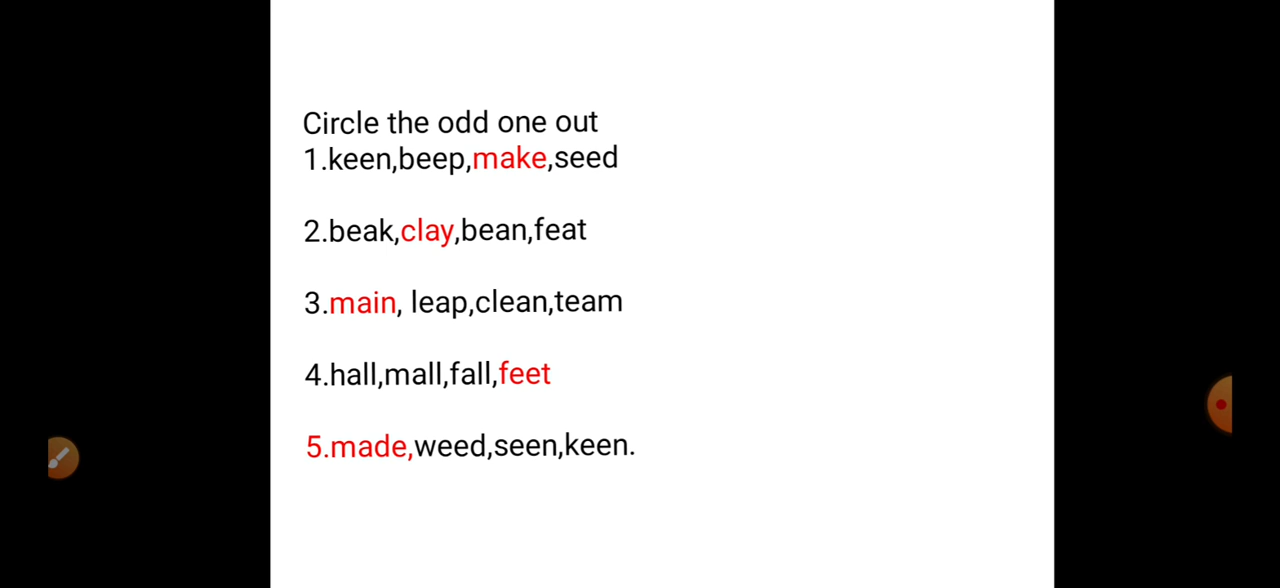 Circle the odd one out
1.keen,beep,make,seed
2.beak,clay,bean,feat
3.main, leap,clean,team
4.hall,mall,fall,feet
5.made,weed,seen,keen.